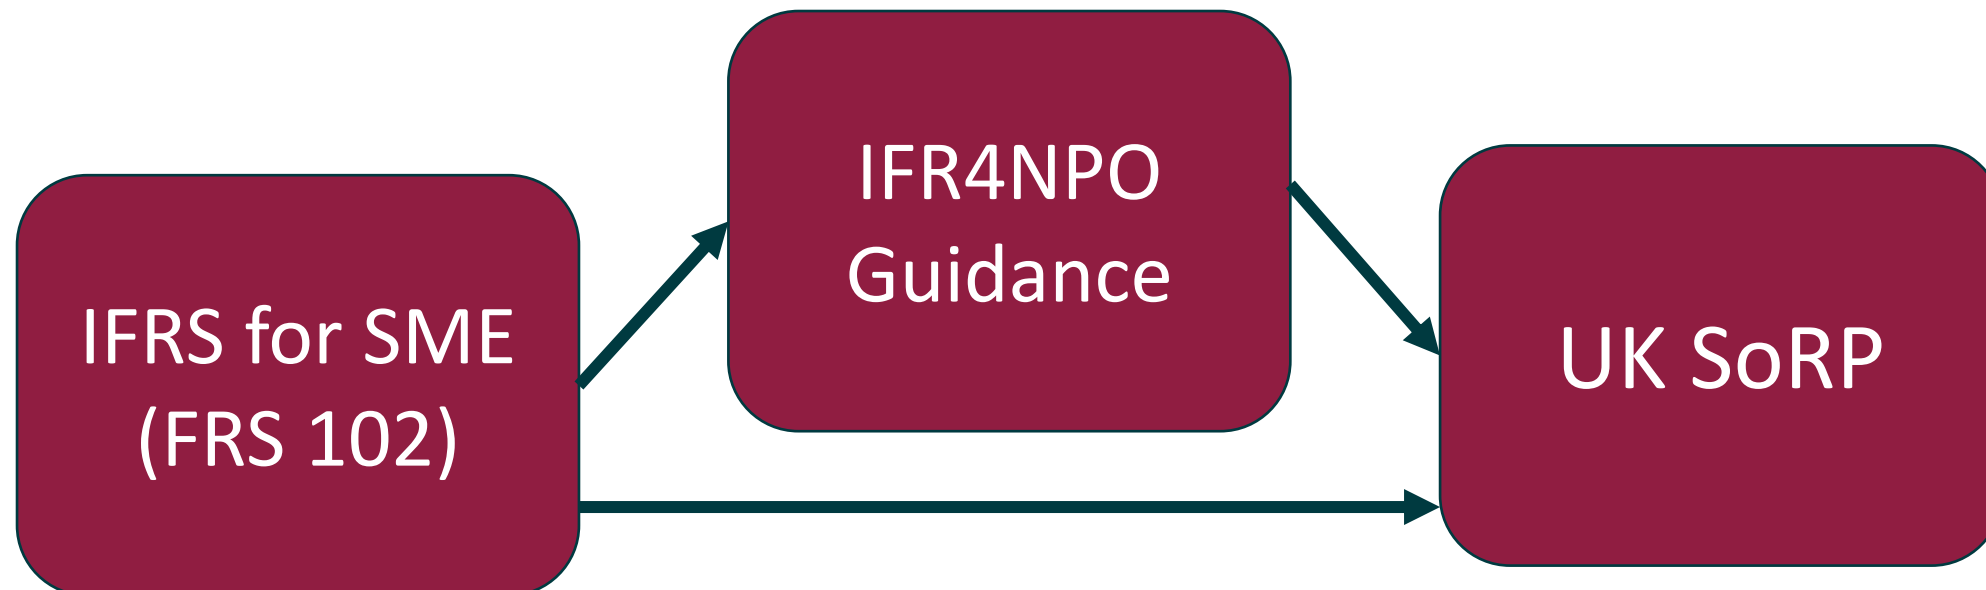 IFRS for SME
(FRS 102)
IFR4NPO
Guidance
UK SoRP